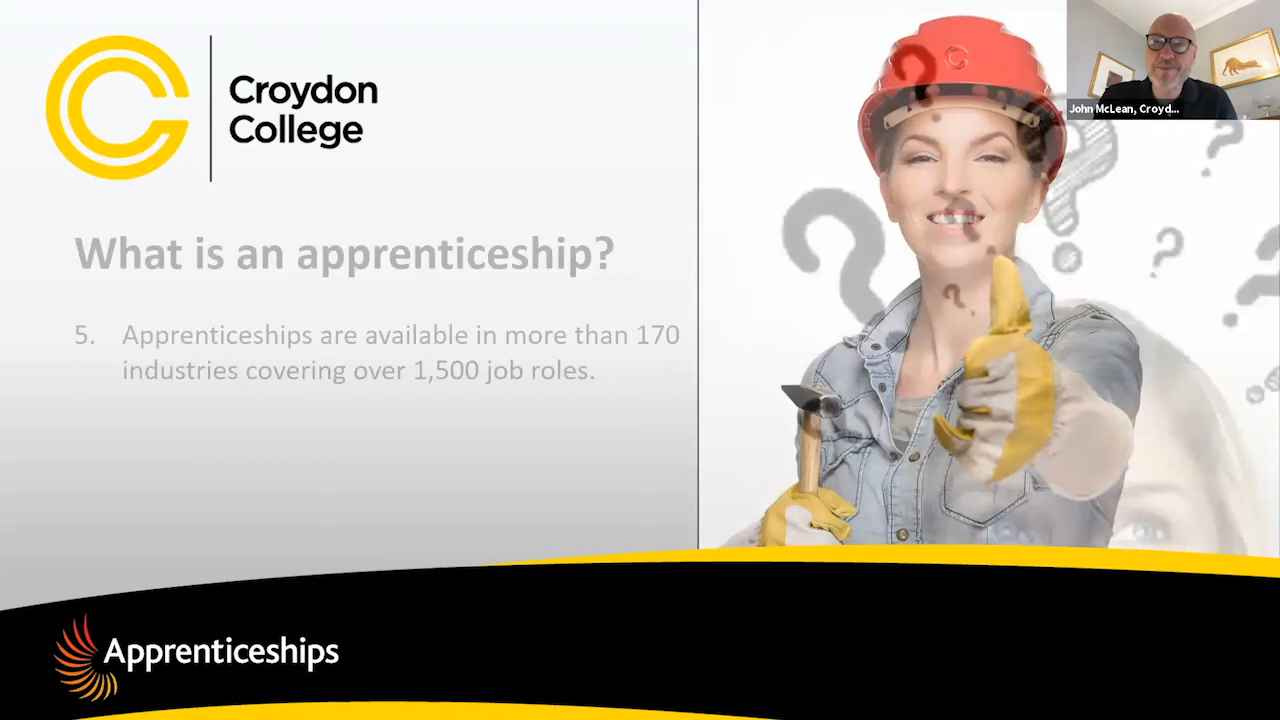 Croydon
College
John McLean, Croyd...
What is an apprenticeship?
5. Apprenticeships are available in more than 170
industries covering over 1,500 job roles.
Apprenticeships